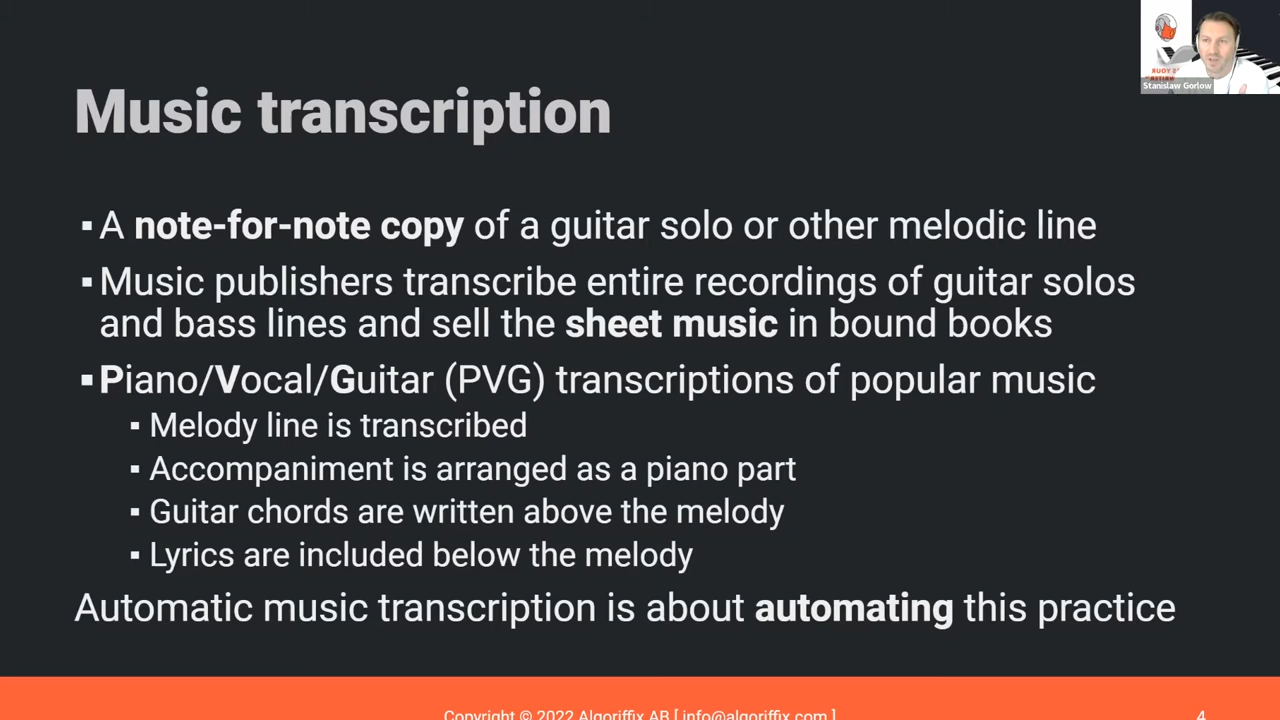 Music transcription
▪ A note-for-note copy of a guitar solo or other melodic line
▪ Music publishers transcribe entire recordings of guitar solos
and bass lines and sell the sheet music in bound books
▪ Piano/Vocal/Guitar (PVG) transcriptions of popular music
▪ Melody line is transcribed
▪ Accompaniment is arranged as a piano part
▪ Guitar chords are written above the melody
▪ Lyrics are included below the melody
Automatic music transcription is about automating this practice
Copyright © 2022 Algoriffix AB [ info@algoriffix.com ]
4
RUOY
Stanislaw Gorlow